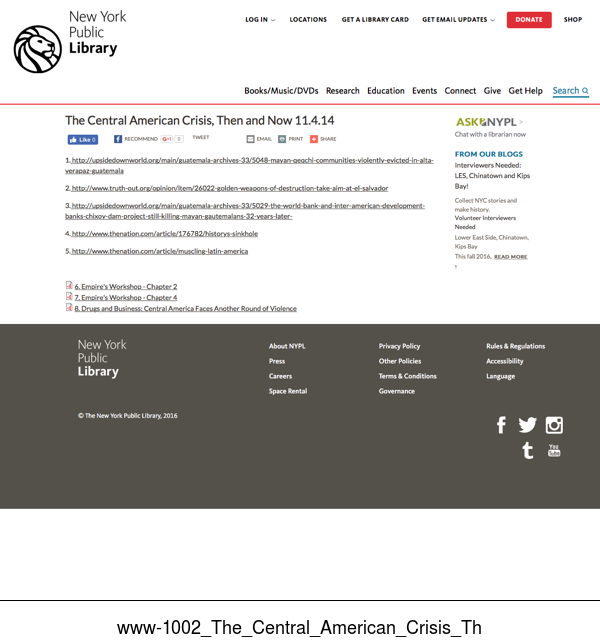 New York
Public
Library
LOG IN
LOCATIONS
GET A LIBRARY CARD
GET EMAIL UPDATES
DONATE
SHOP
Books/Music/DVDs Research Education Events Connect Give Get Help Search
The Central American Crisis, Then and Now 11.4.14
Like 0
RECOMMEND
G+1 0
TWEET
EMAIL
PRINT
SHARE
1. http://upsidedownworld.org/main/guatemala-archives-33/5048-mayan-qeqchi-communities-violently-evicted-in-alta-
verapaz-guatemala
2. http://www.truth-out.org/opinion/item/26022-golden-weapons-of-destruction-take-aim-at-el-salvador
3. http://upsidedownworld.org/main/guatemala-archives-33/5029-the-world-bank-and-inter-american-development-
banks-chixoy-dam-project-still-killing-mayan-gautemalans-32-years-later-
4. http://www.thenation.com/article/176782/historys-sinkhole
5. http://www.thenation.com/article/muscling-latin-america
6. Empire's Workshop - Chapter 2
7. Empire's Workshop - Chapter 4
8. Drugs and Business: Central America Faces Another Round of Violence
ASK NYPL >
Chat with a librarian now
FROM OUR BLOGS
Interviewers Needed:
LES, Chinatown and Kips
Bay!
Collect NYC stories and
make history.
Volunteer Interviewers
Needed
Lower East Side, Chinatown,
Kips Bay
This fall 2016, READ MORE
New York
Public
Library
About NYPL
Press
Careers
Space Rental
Privacy Policy
Other Policies
Terms & Conditions
Governance
Rules & Regulations
Accessibility
Language
© The New York Public Library, 2016
You
Tube
www-1002_The_Central_American_Crisis_Th